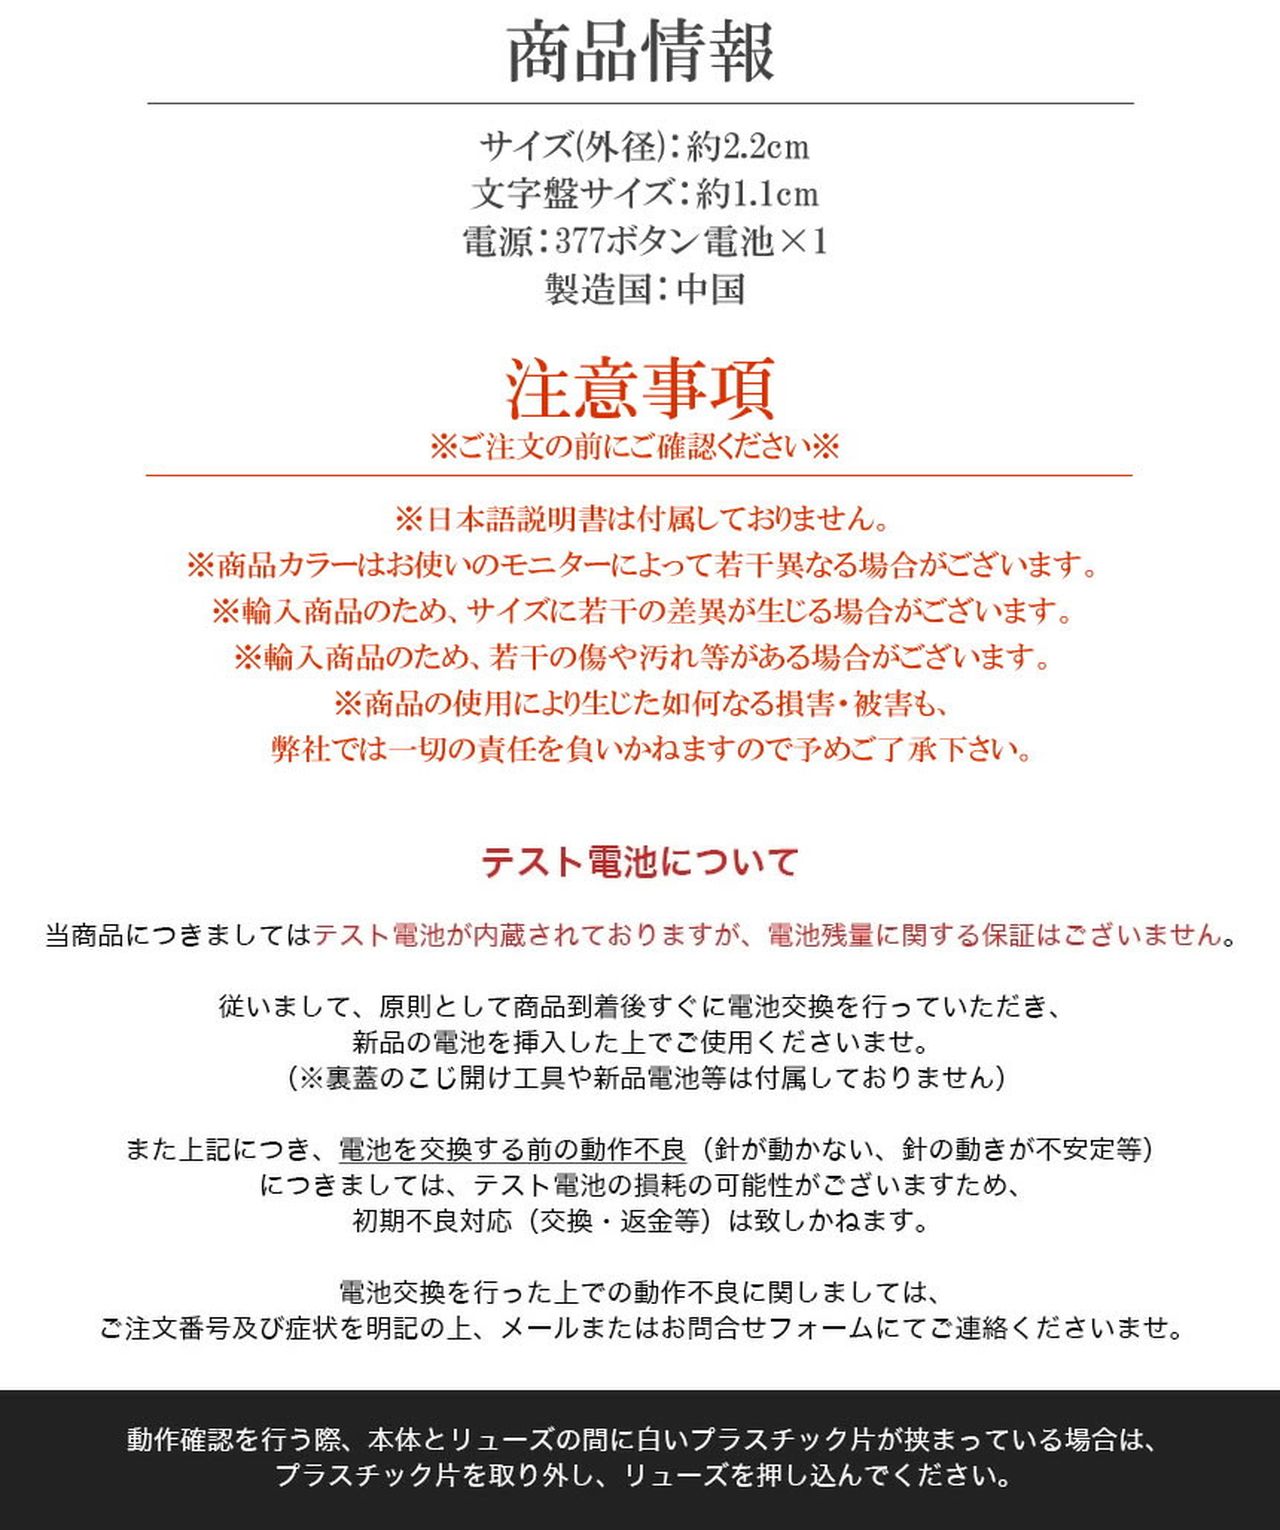 商品情報
サイズ(外径)：約2.2cm
文字盤サイズ：約1.1cm
電源：377ボタン電池×1
製造国：中国
注意事項
※ご注文の前にご確認ください※
※日本語説明書は付属しておりません。
※商品カラーはお使いのモニターによって若干異なる場合がございます。
※輸入商品のため、サイズに若干の差異が生じる場合がございます。
※輸入商品のため、若干の傷や汚れ等がある場合がございます。
※商品の使用により生じた如何なる損害・被害も、
弊社では一切の責任を負いかねますので予めご了承下さい。
テスト電池について
当商品につきましてはテスト電池が内蔵されておりますが、電池残量に関する保証はございません。
従いまして、原則として商品到着後すぐに電池交換を行っていただき、
新品の電池を挿入した上でご使用くださいませ。
（※裏蓋のこじ開け工具や新品電池等は付属しておりません）
また上記につき、電池を交換する前の動作不良（針が動かない、針の動きが不安定等）
につきましては、テスト電池の損耗の可能性がございますため、
初期不良対応（交換・返金等）は致しかねます。
電池交換を行った上での動作不良に関しましては、
ご注文番号及び症状を明記の上、メールまたはお問合せフォームにてご連絡くださいませ。
動作確認を行う際、本体とリューズの間に白いプラスチック片が挟まっている場合は、
プラスチック片を取り外し、リューズを押し込んでください。